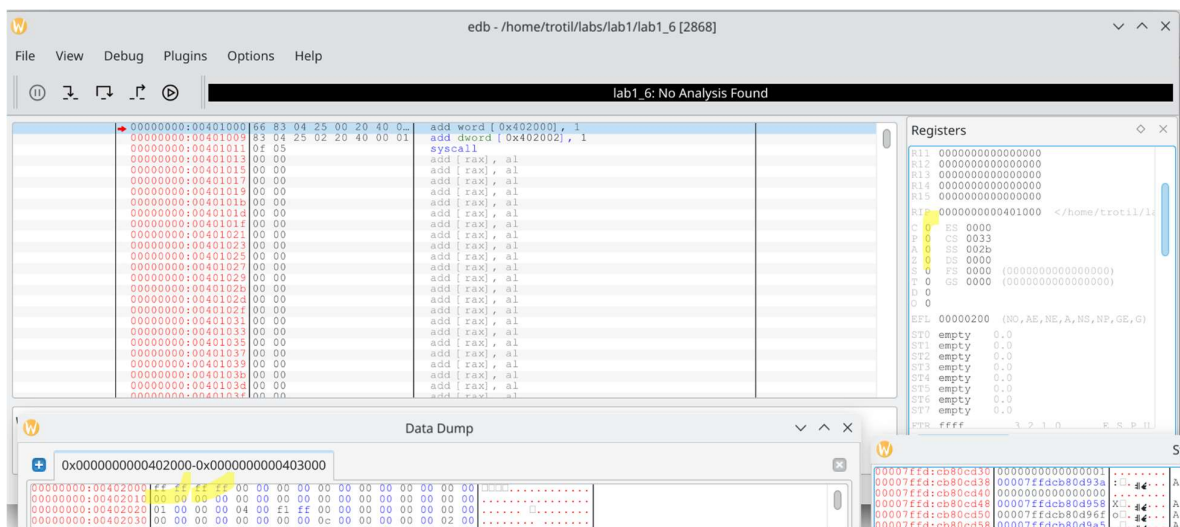 edb - /home/trotil/labs/lab1/lab1_6 [2868]
File View Debug Plugins Options Help
lab1_6: No Analysis Found
00000000:00401000 66 83 04 25 00 20 40 0… add word [0x402000], 1
00000000:00401009 83 04 25 02 20 40 00 01 add dword [0x402002], 1
00000000:00401011 0f 05 syscall
00000000:00401013 00 00 add [rax], al
00000000:00401015 00 00 add [rax], al
00000000:00401017 00 00 add [rax], al
00000000:00401019 00 00 add [rax], al
00000000:0040101b 00 00 add [rax], al
00000000:0040101d 00 00 add [rax], al
00000000:0040101f 00 00 add [rax], al
00000000:00401021 00 00 add [rax], al
00000000:00401023 00 00 add [rax], al
00000000:00401025 00 00 add [rax], al
00000000:00401027 00 00 add [rax], al
00000000:00401029 00 00 add [rax], al
00000000:0040102b 00 00 add [rax], al
00000000:0040102d 00 00 add [rax], al
00000000:0040102f 00 00 add [rax], al
00000000:00401031 00 00 add [rax], al
00000000:00401033 00 00 add [rax], al
00000000:00401035 00 00 add [rax], al
00000000:00401037 00 00 add [rax], al
00000000:00401039 00 00 add [rax], al
00000000:0040103b 00 00 add [rax], al
00000000:0040103d 00 00 add [rax], al
00000000:0040103f 00 00 add [rax], al
Registers
R11 0000000000000000
R12 0000000000000000
R13 0000000000000000
R14 0000000000000000
R15 0000000000000000
RIP 0000000000401000 </home/trotil/la
C 0 ES 0000
P 0 CS 0033
A 0 SS 002b
Z 0 DS 0000
S 0 FS 0000 (0000000000000000)
T 0 GS 0000 (0000000000000000)
D 0
O 0
EFL 00000200 (NO,AE,NE,A,NS,NP,GE,G)
ST0 empty 0.0
ST1 empty 0.0
ST2 empty 0.0
ST3 empty 0.0
ST4 empty 0.0
ST5 empty 0.0
ST6 empty 0.0
ST7 empty 0.0
FTR ffff 3 2 1 0 E S P U
Data Dump
0x0000000000402000-0x0000000000403000
00000000:00402000 ff ff ff ff 00 00 00 00 00 00 00 00 00 00 00 00
00000000:00402010 00 00 00 00 00 00 00 00 00 00 00 00 00 00 00 00
00000000:00402020 01 00 00 00 04 00 f1 ff 00 00 00 00 00 00 00 00
00000000:00402030 00 00 00 00 00 00 00 00 00 0c 00 00 00 00 02 00
S
00007ffd:cb80cd30 0000000000000001 ........
00007ffd:cb80cd38 00007ffdcb80d93a A
00007ffd:cb80cd40 0000000000000000 ........
00007ffd:cb80cd48 00007ffdcb80d958 A
00007ffd:cb80cd50 00007ffdcb80d96f A
00007ffd:cb80cd58 00007ffdcb80d9a5 A